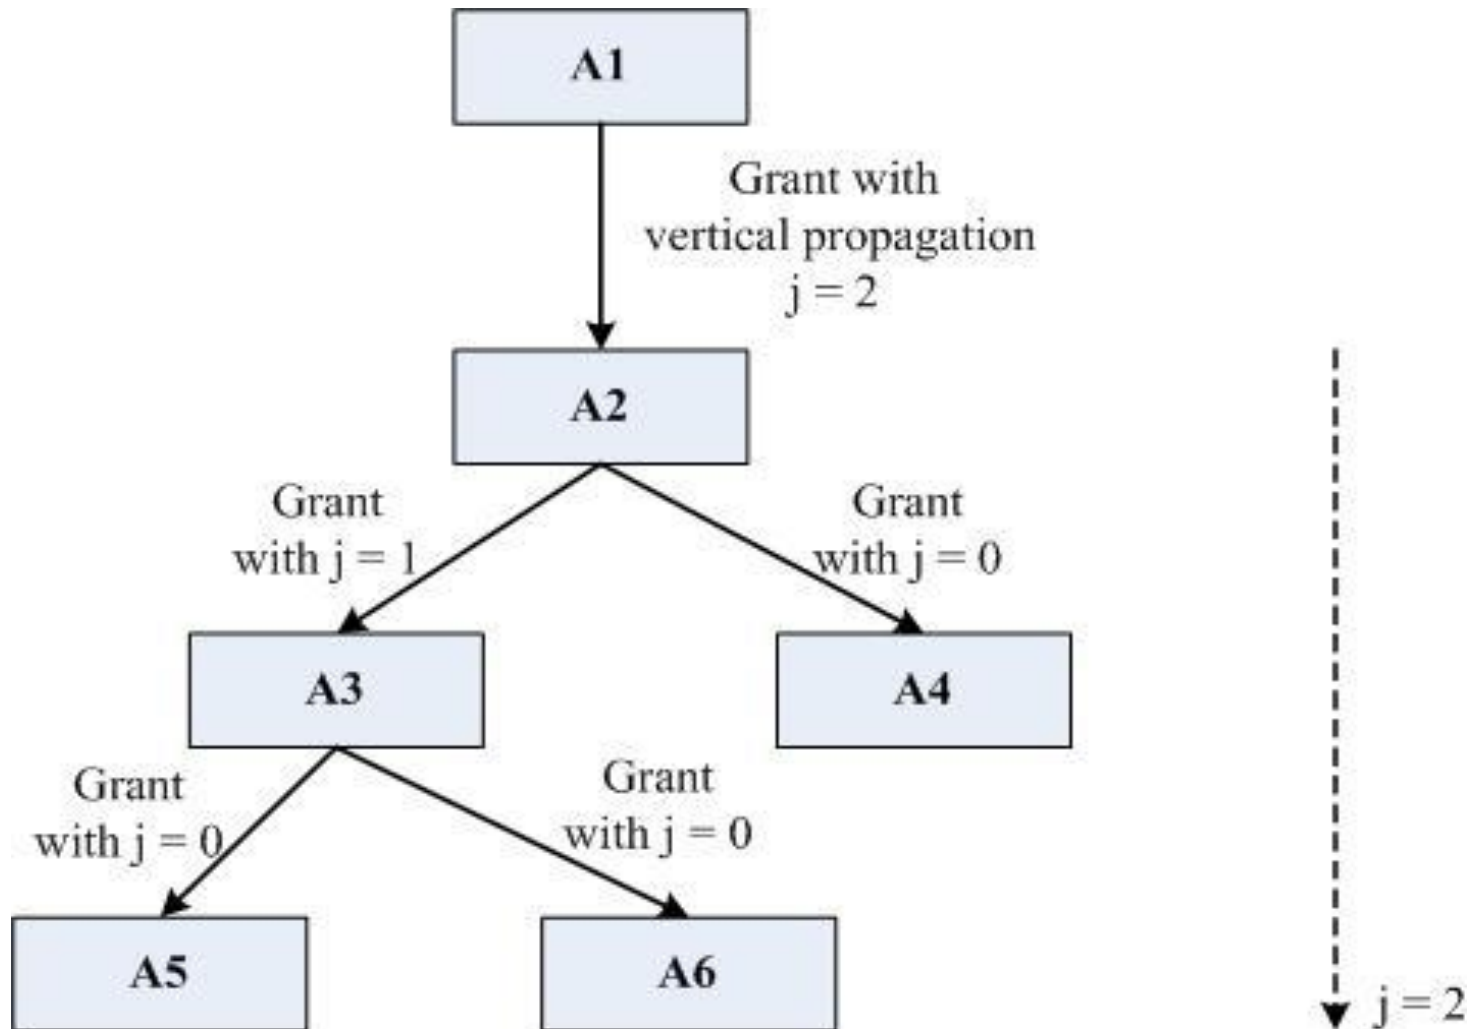 A1
Grant with
vertical propagation
j = 2
A2
Grant
with j = 1
Grant
with j = 0
A3
A4
Grant
with j = 0
Grant
with j = 0
A5
A6
j = 2